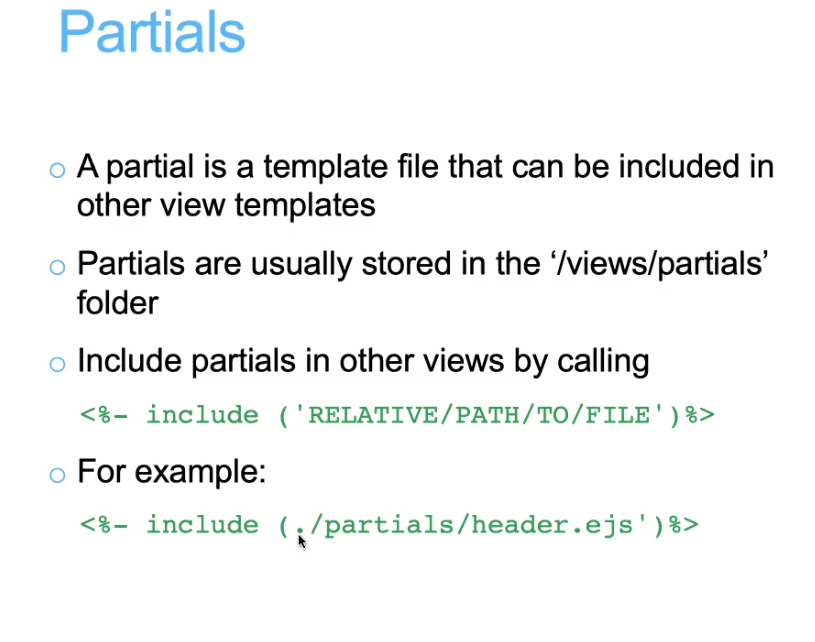 Partials
A partial is a template file that can be included in
other view templates
Partials are usually stored in the ‘/views/partials’
folder
Include partials in other views by calling
<%- include ('RELATIVE/PATH/TO/FILE')%>
For example:
<%- include (./partials/header.ejs')%>